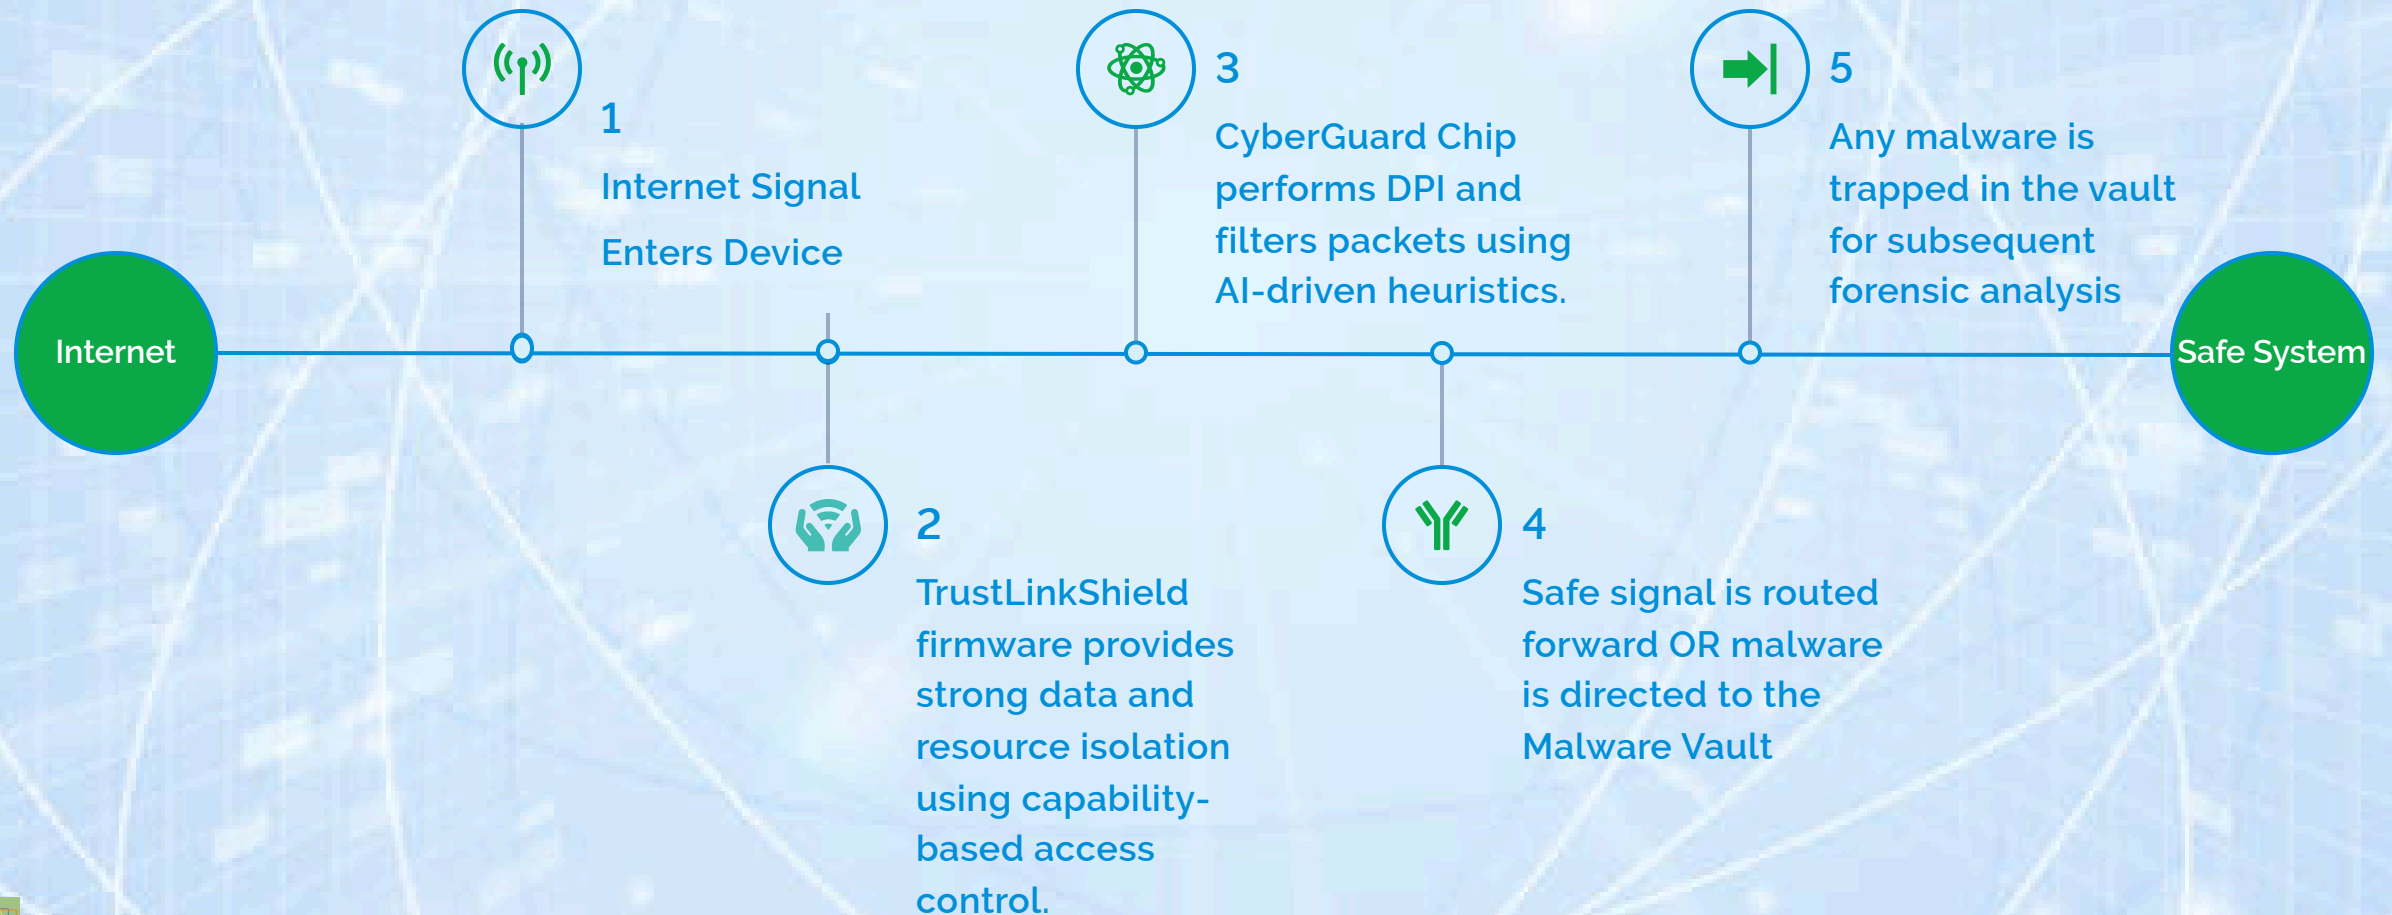 Internet
1
Internet Signal
Enters Device
2
TrustLinkShield
firmware provides
strong data and
resource isolation
using capability-
based access
control.
3
CyberGuard Chip
performs DPI and
filters packets using
AI-driven heuristics.
4
Safe signal is routed
forward OR malware
is directed to the
Malware Vault
5
Any malware is
trapped in the vault
for subsequent
forensic analysis
Safe System